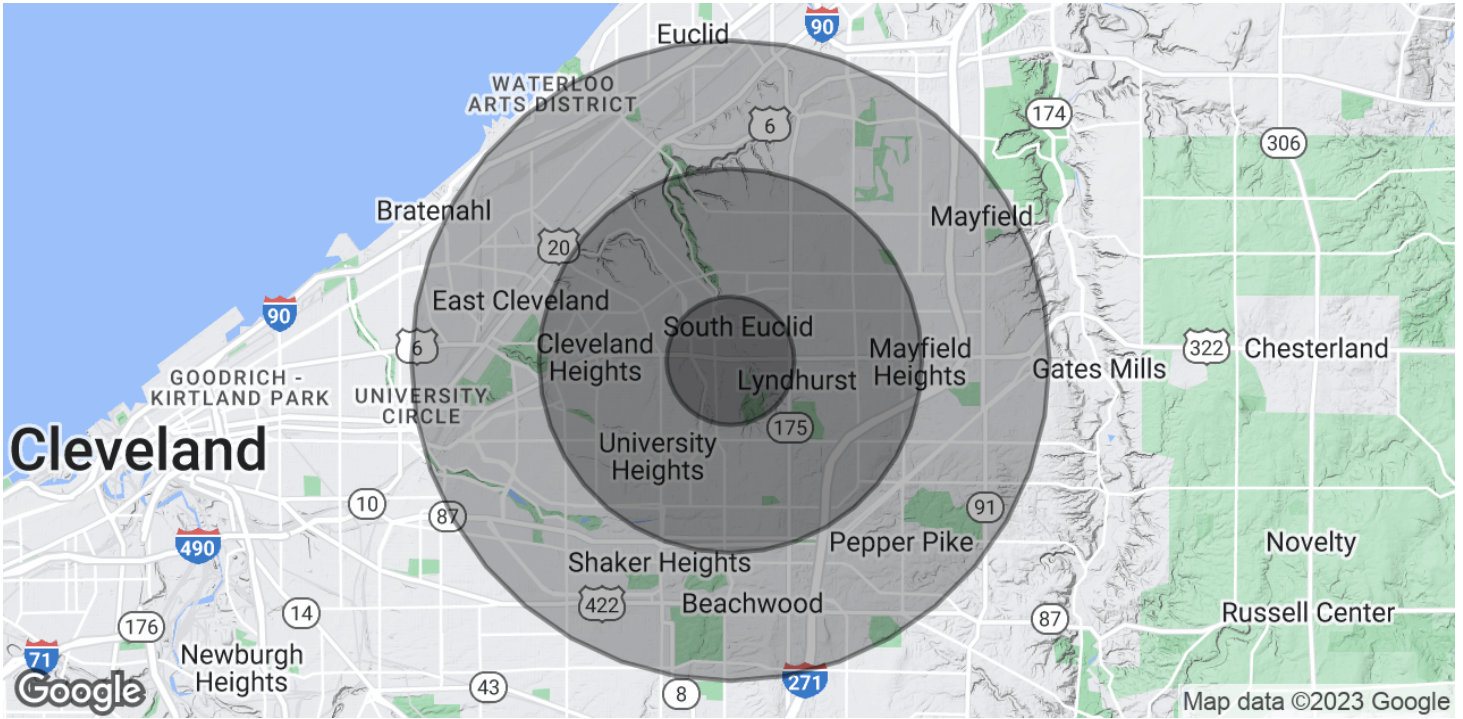 Euclid
90
WATERLOO
ARTS DISTRICT
6
174
306
Bratenahl
Mayfield
20
East Cleveland
90
South Euclid
6
Cleveland
Heights
Mayfield
Heights
322
Chesterland
GOODRICH -
KIRTLAND PARK
UNIVERSITY
CIRCLE
Lyndhurst
Gates Mills
175
Cleveland
University
Heights
10
87
91
490
Pepper Pike
Novelty
Shaker Heights
422
Beachwood
14
176
87
Russell Center
71
Newburgh
Heights
43
8
271
Google
Map data ©2023 Google